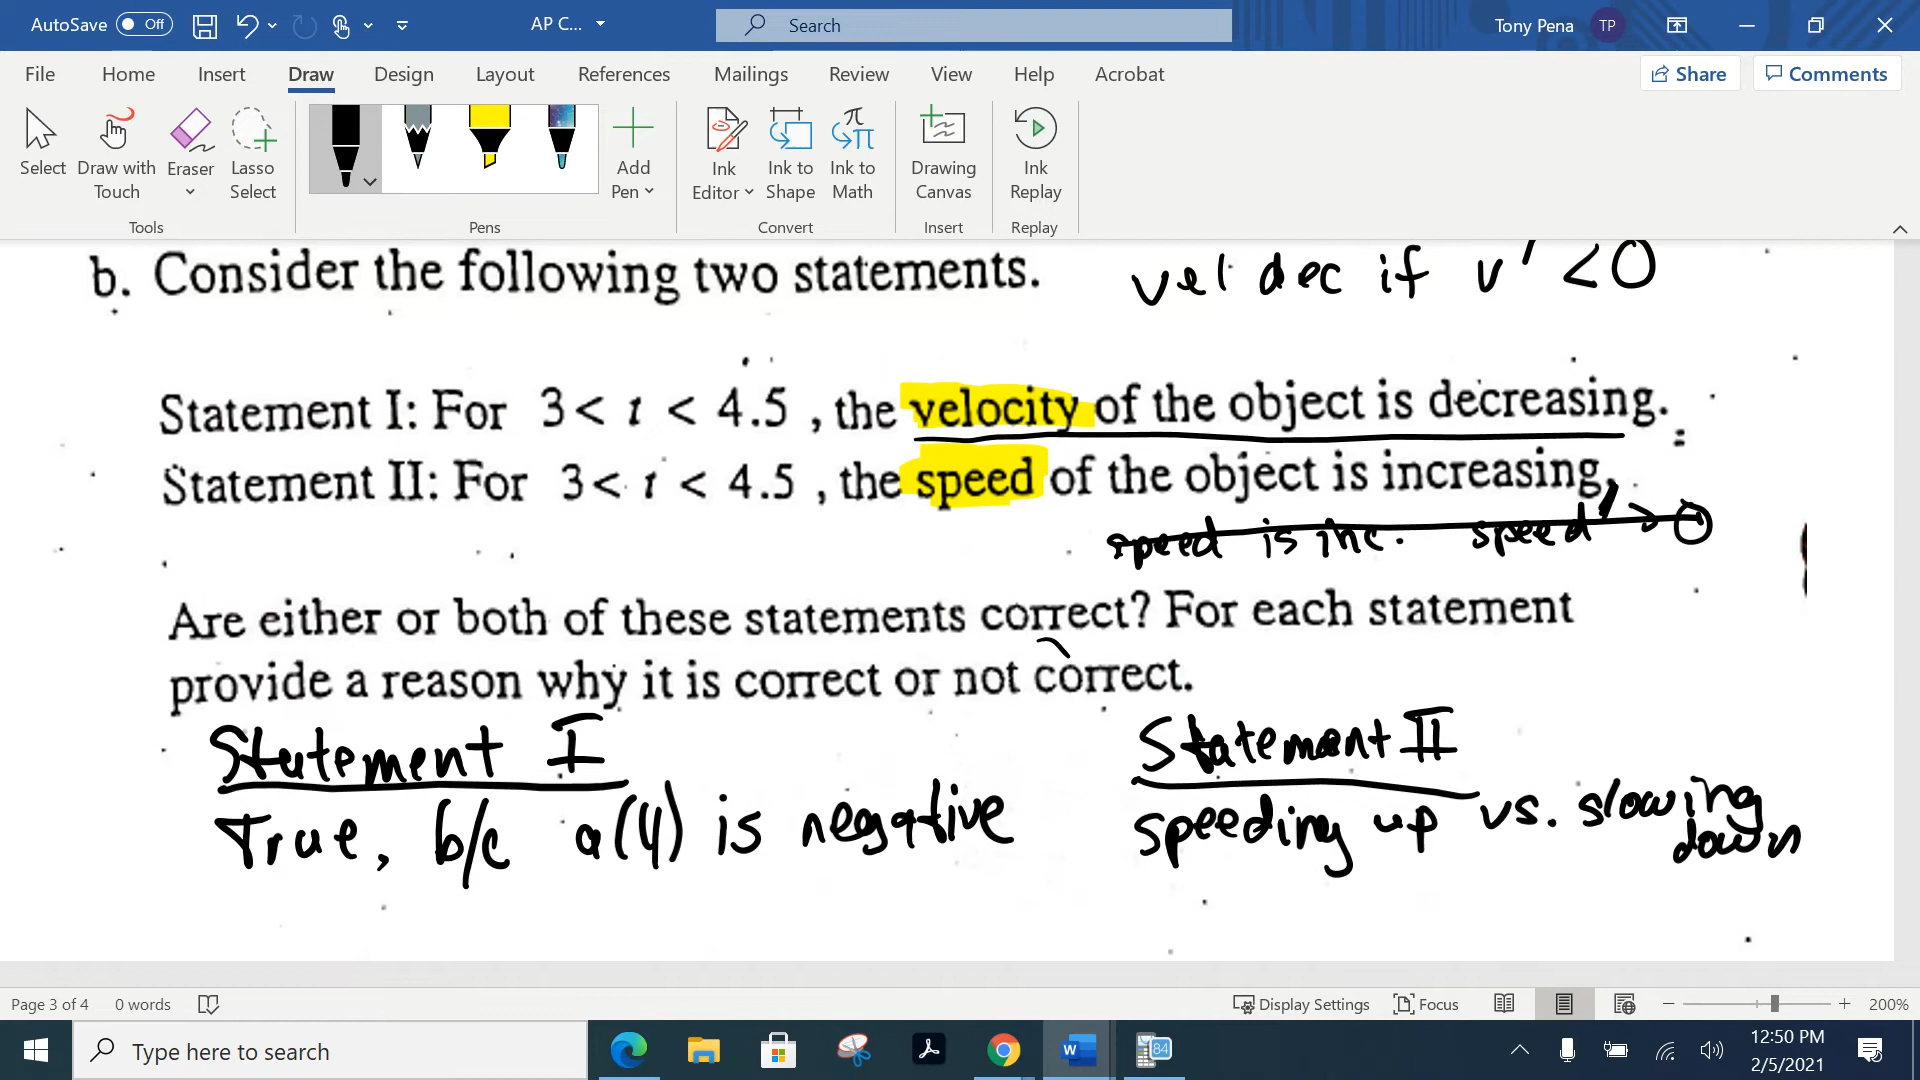 AutoSave Off AP C... Search Tony Pena TP
File Home Insert Draw Design Layout References Mailings Review View Help Acrobat Share Comments
Select Draw with Touch Eraser Lasso Select Add Pen Ink Editor Ink to Shape Ink to Math Drawing Canvas Ink Replay
Tools Pens Convert Insert Replay
b. Consider the following two statements. vel dec if v' < 0
Statement I: For 3 < t < 4.5 , the velocity of the object is decreasing.
Statement II: For 3 < t < 4.5 , the speed of the object is increasing.
speed is inc. speed' > 0
Are either or both of these statements correct? For each statement
provide a reason why it is correct or not correct.
Statement I Statement II
True, b/c a(4) is negative speeding up vs. slowing down
Page 3 of 4 0 words Display Settings Focus 200%
Type here to search W 84 12:50 PM
2/5/2021